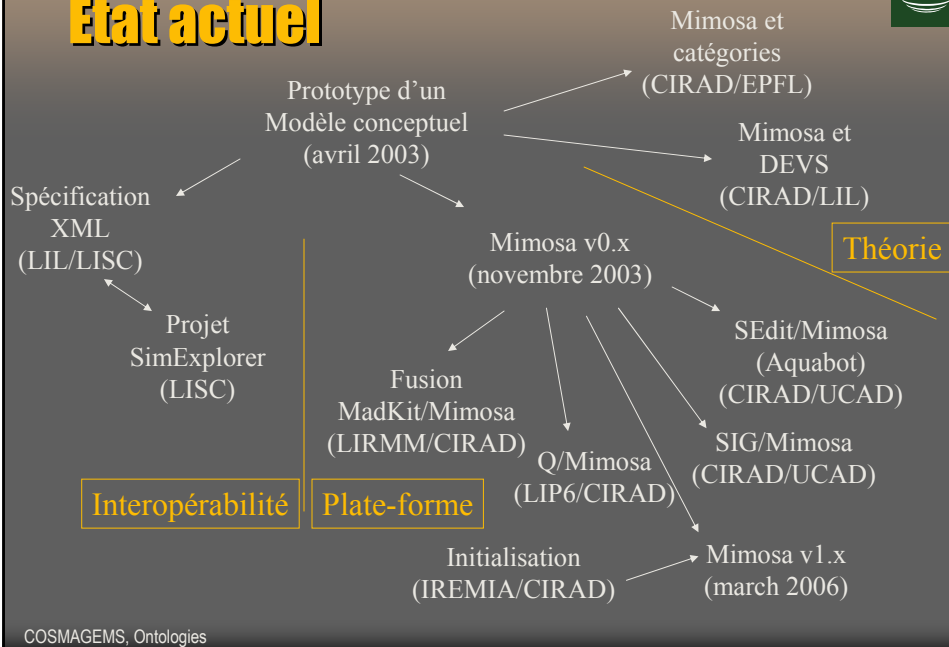 Etat actuel
Mimosa et
catégories
(CIRAD/EPFL)
Prototype d'un
Modèle conceptuel
(avril 2003)
Mimosa et
DEVS
(CIRAD/LIL)
Spécification
XML
(LIL/LISC)
Théorie
Mimosa v0.x
(novembre 2003)
Projet
SimExplorer
(LISC)
SEdit/Mimosa
(Aquabot)
(CIRAD/UCAD)
Fusion
MadKit/Mimosa
(LIRMM/CIRAD)
SIG/Mimosa
(CIRAD/UCAD)
Q/Mimosa
(LIP6/CIRAD)
Interopérabilité
Plate-forme
Initialisation
(IREMIA/CIRAD)
Mimosa v1.x
(march 2006)
COSMAGEMS, Ontologies